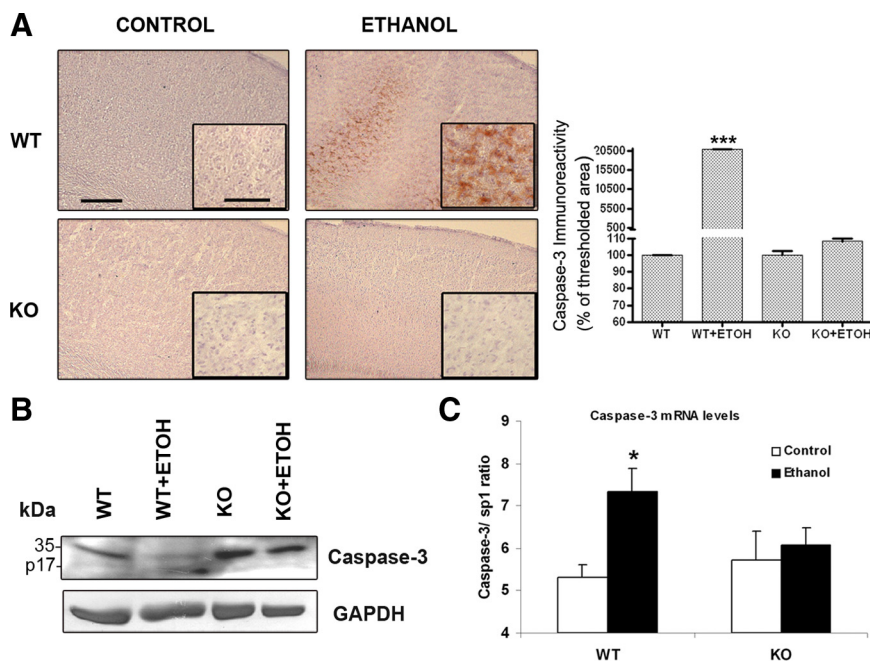 A
CONTROL
ETHANOL
WT
KO
Caspase-3 Immunoreactivity
(% of thresholded area)
20500
15500
10500
5500
500
110
100
90
80
70
60
***
WT
WT+ETOH
KO
KO+ETOH
B
WT
WT+ETOH
KO
KO+ETOH
kDa
35
p17
Caspase-3
GAPDH
C
Caspase-3 mRNA levels
Caspase-3/ sp1 ratio
9
8
7
6
5
4
*
Control
Ethanol
WT
KO